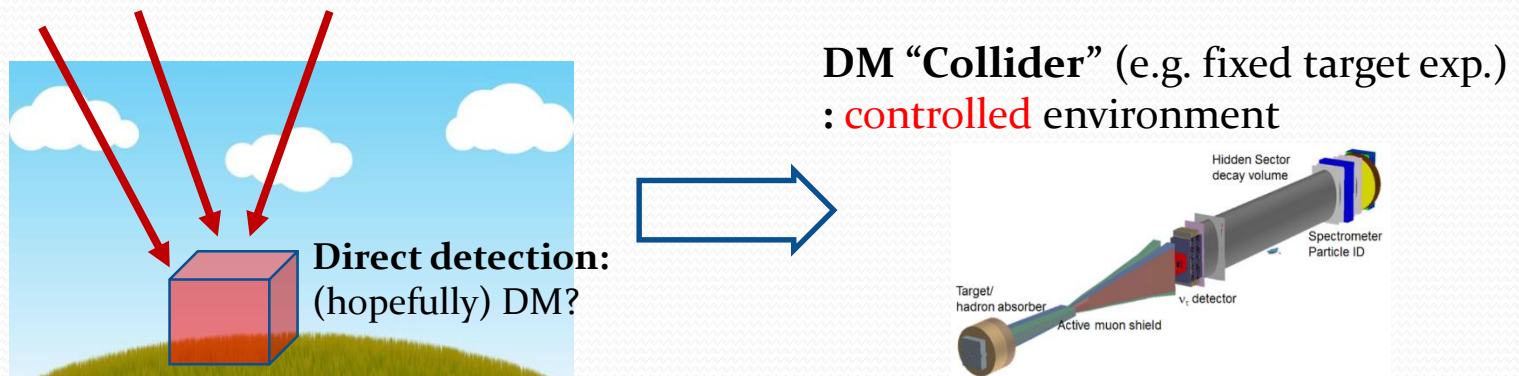 Direct detection:
(hopefully) DM?
DM “Collider” (e.g. fixed target exp.)
: controlled environment
Hidden Sector
decay volume
Spectrometer
Particle ID
ντ detector
Target/
hadron absorber
Active muon shield